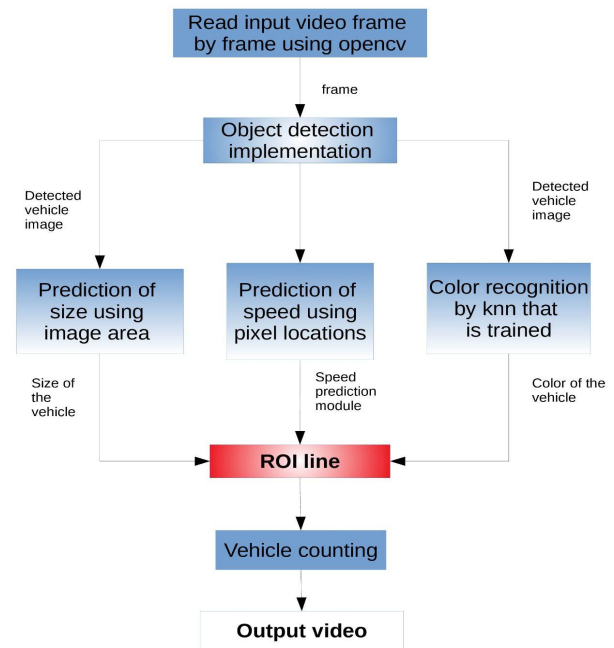 Read input video frame
by frame using opencv
frame
Object detection
implementation
Detected
vehicle
image
Detected
vehicle
image
Prediction of
size using
image area
Prediction of
speed using
pixel locations
Color recognition
by knn that
is trained
Size of
the
vehicle
Speed
prediction
module
Color of the
vehicle
ROI line
Vehicle counting
Output video